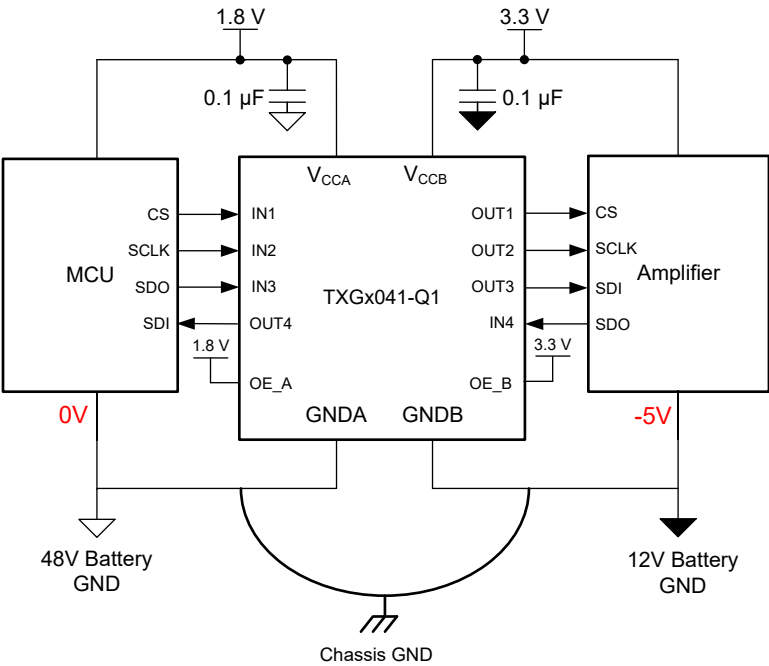 1.8 V
3.3 V
0.1 µF
0.1 µF
VCCA
VCCB
CS
IN1
OUT1
CS
SCLK
IN2
OUT2
SCLK
MCU
Amplifier
SDO
IN3
OUT3
SDI
TXGx041-Q1
SDI
OUT4
IN4
SDO
1.8 V
3.3 V
OE_A
OE_B
GNDA
GNDB
0V
-5V
48V Battery
GND
12V Battery
GND
Chassis GND